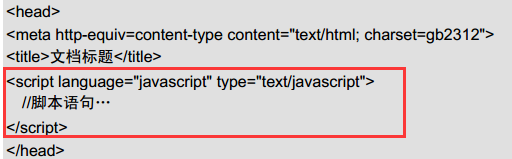 <head>
<meta http-equiv=content-type content="text/html; charset=gb2312">
<title>文档标题</title>
<script language="javascript" type="text/javascript">
//脚本语句…
</script>
</head>